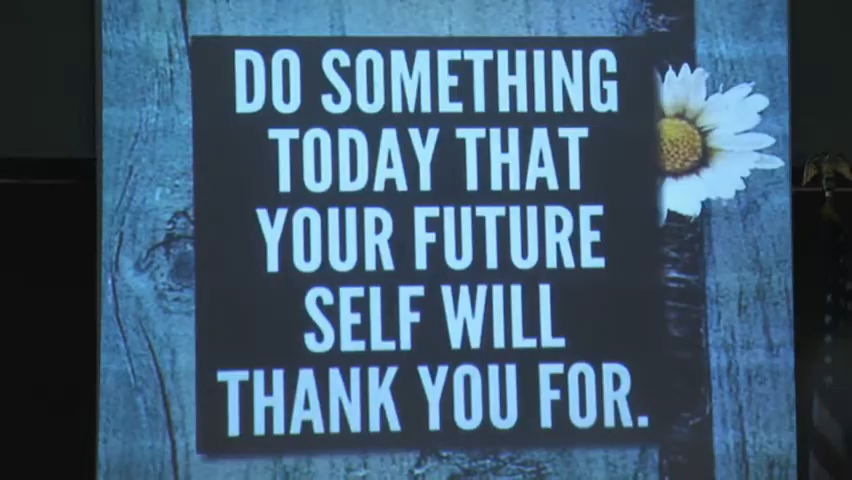 DO SOMETHING
TODAY THAT
YOUR FUTURE
SELF WILL
THANK YOU FOR.